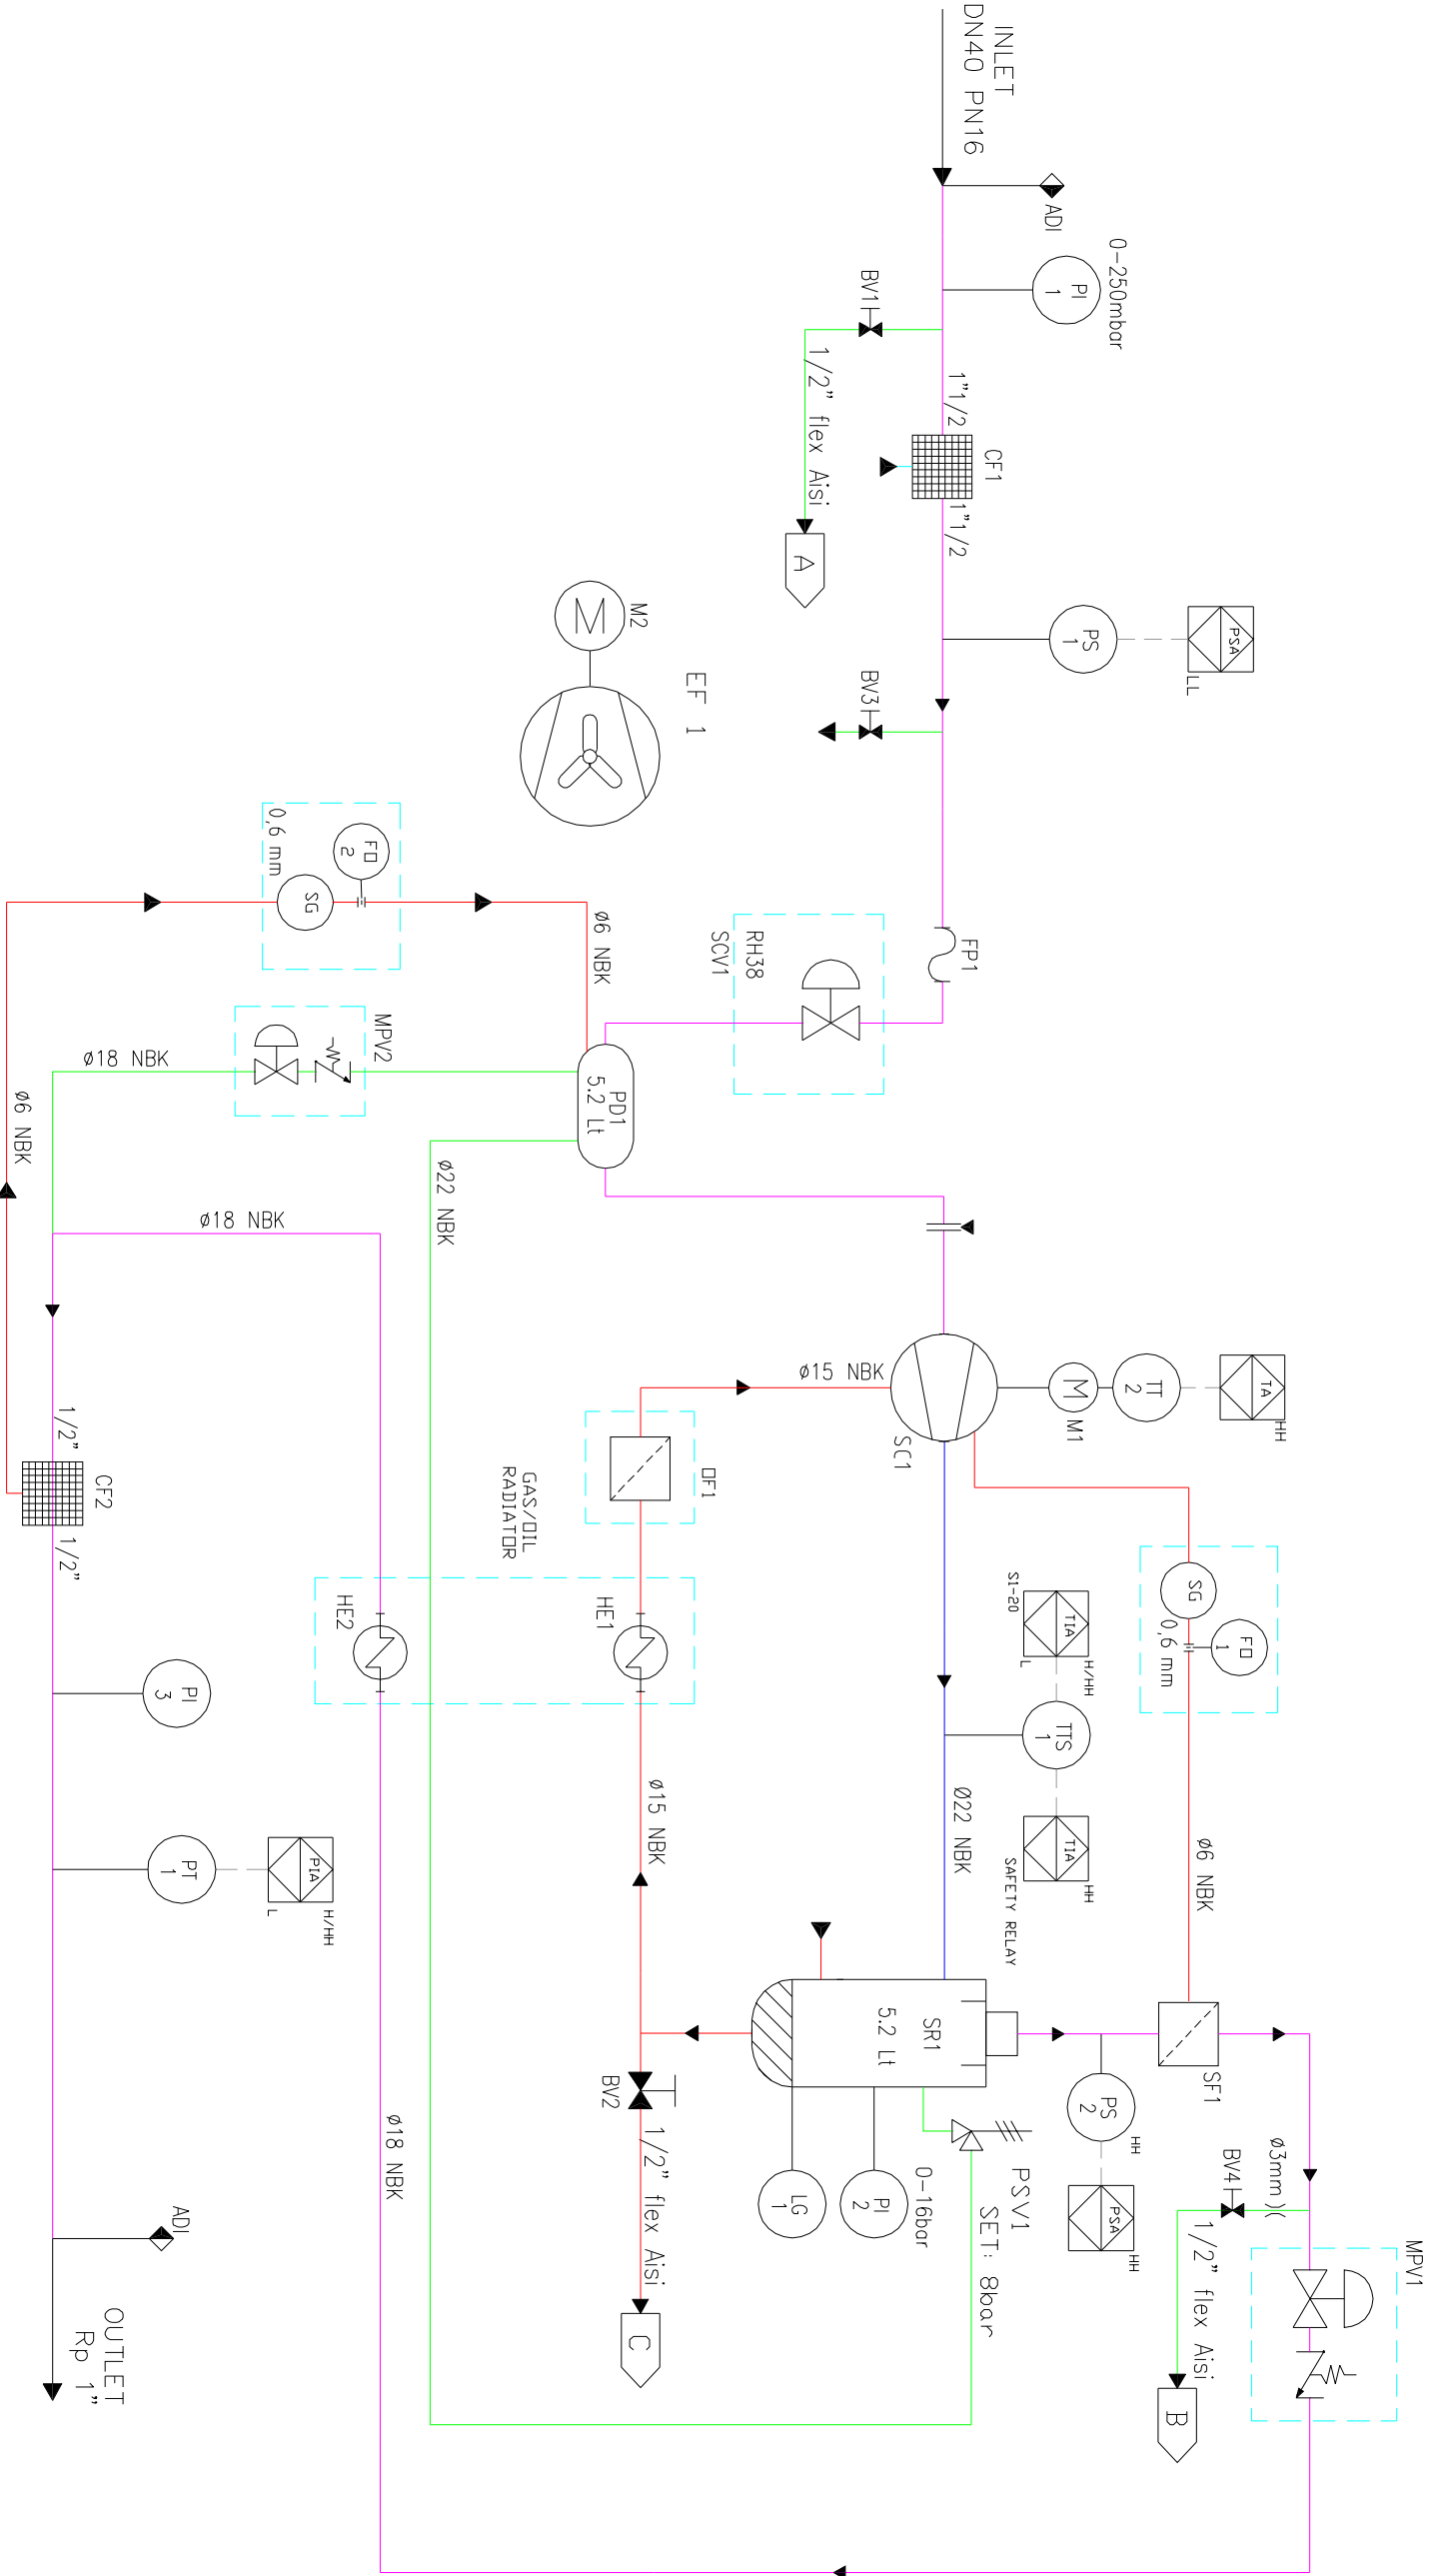 INLET
DN40 PN16
ADI
0-250mbar
PI
1
BV1
1/2" flex Aisi
A
1"1/2
CF1
1"1/2
PS
1
PSA
LL
BV3
M2
M
EF 1
FP1
RH38
SCV1
FO
2
SG
0,6 mm
Ø6 NBK
MPV2
Ø18 NBK
PD1
5.2 Lt
Ø22 NBK
Ø6 NBK
Ø18 NBK
1/2"
CF2
1/2"
Ø15 NBK
SC1
M
M1
TT
2
TA
HH
OF1
GAS/OIL
RADIATOR
HE1
HE2
SG
FO
1
0,6 mm
S1-20
TIA
L
H/HH
TTS
1
TIA
HH
SAFETY RELAY
Ø22 NBK
Ø6 NBK
Ø15 NBK
PI
3
PT
1
PIA
L
H/HH
SR1
5.2 Lt
SF1
PS
2
HH
PSA
HH
BV2
1/2" flex Aisi
C
LG
1
PI
2
0-16bar
PSV1
SET: 8bar
Ø3mm )(
BV4
1/2" flex Aisi
B
MPV1
Ø18 NBK
ADI
OUTLET
Rp 1"